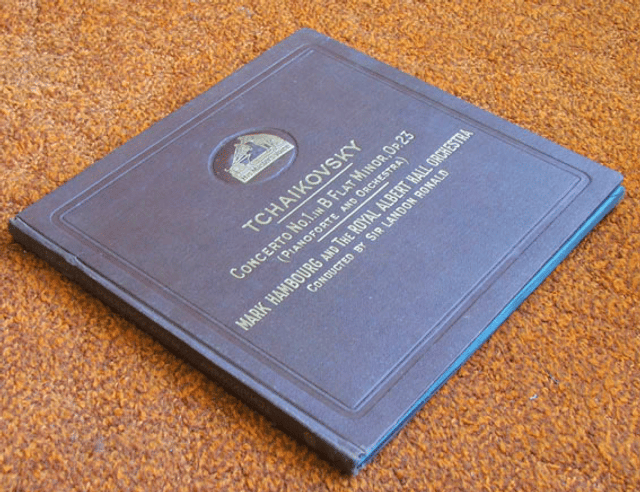 TCHAIKOVSKY
CONCERTO NO.1. IN B FLAT MINOR, OP.23
(PIANOFORTE AND ORCHESTRA)
MARK HAMBOURG AND THE ROYAL ALBERT HALL ORCHESTRA
CONDUCTED BY SIR LANDON RONALD